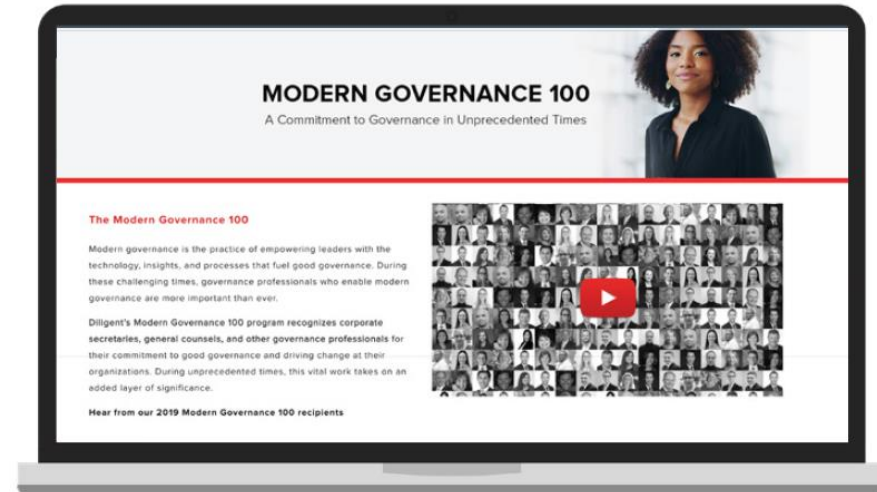 MODERN GOVERNANCE 100
A Commitment to Governance in Unprecedented Times
The Modern Governance 100
Modern governance is the practice of empowering leaders with the
technology, insights, and processes that fuel good governance. During
these challenging times, governance professionals who enable modern
governance are more important than ever.
Diligent's Modern Governance 100 program recognizes corporate
secretaries, general counsels, and other governance professionals for
their commitment to good governance and driving change at their
organizations. During unprecedented times, this vital work takes on an
added layer of significance.
Hear from our 2019 Modern Governance 100 recipients